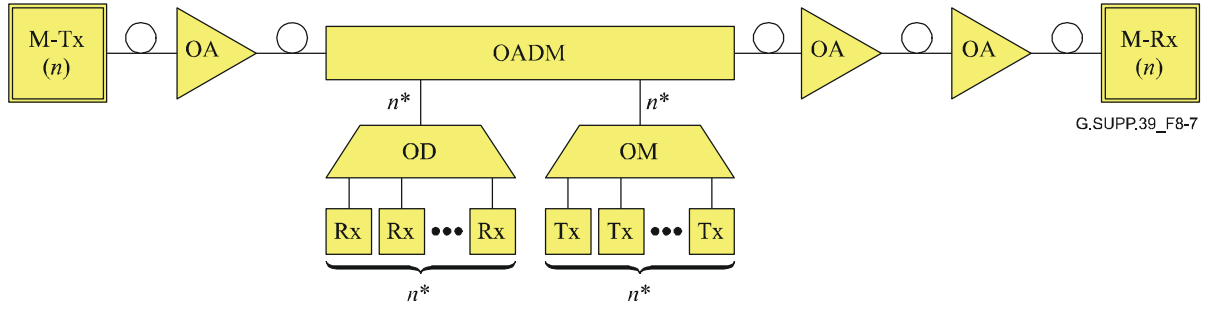 M-Tx
(n)
OA
OADM
OA
OA
M-Rx
(n)
G.SUPP.39_F8-7
n*
n*
OD
OM
Rx
Rx
•••
Rx
Tx
Tx
•••
Tx
n*
n*